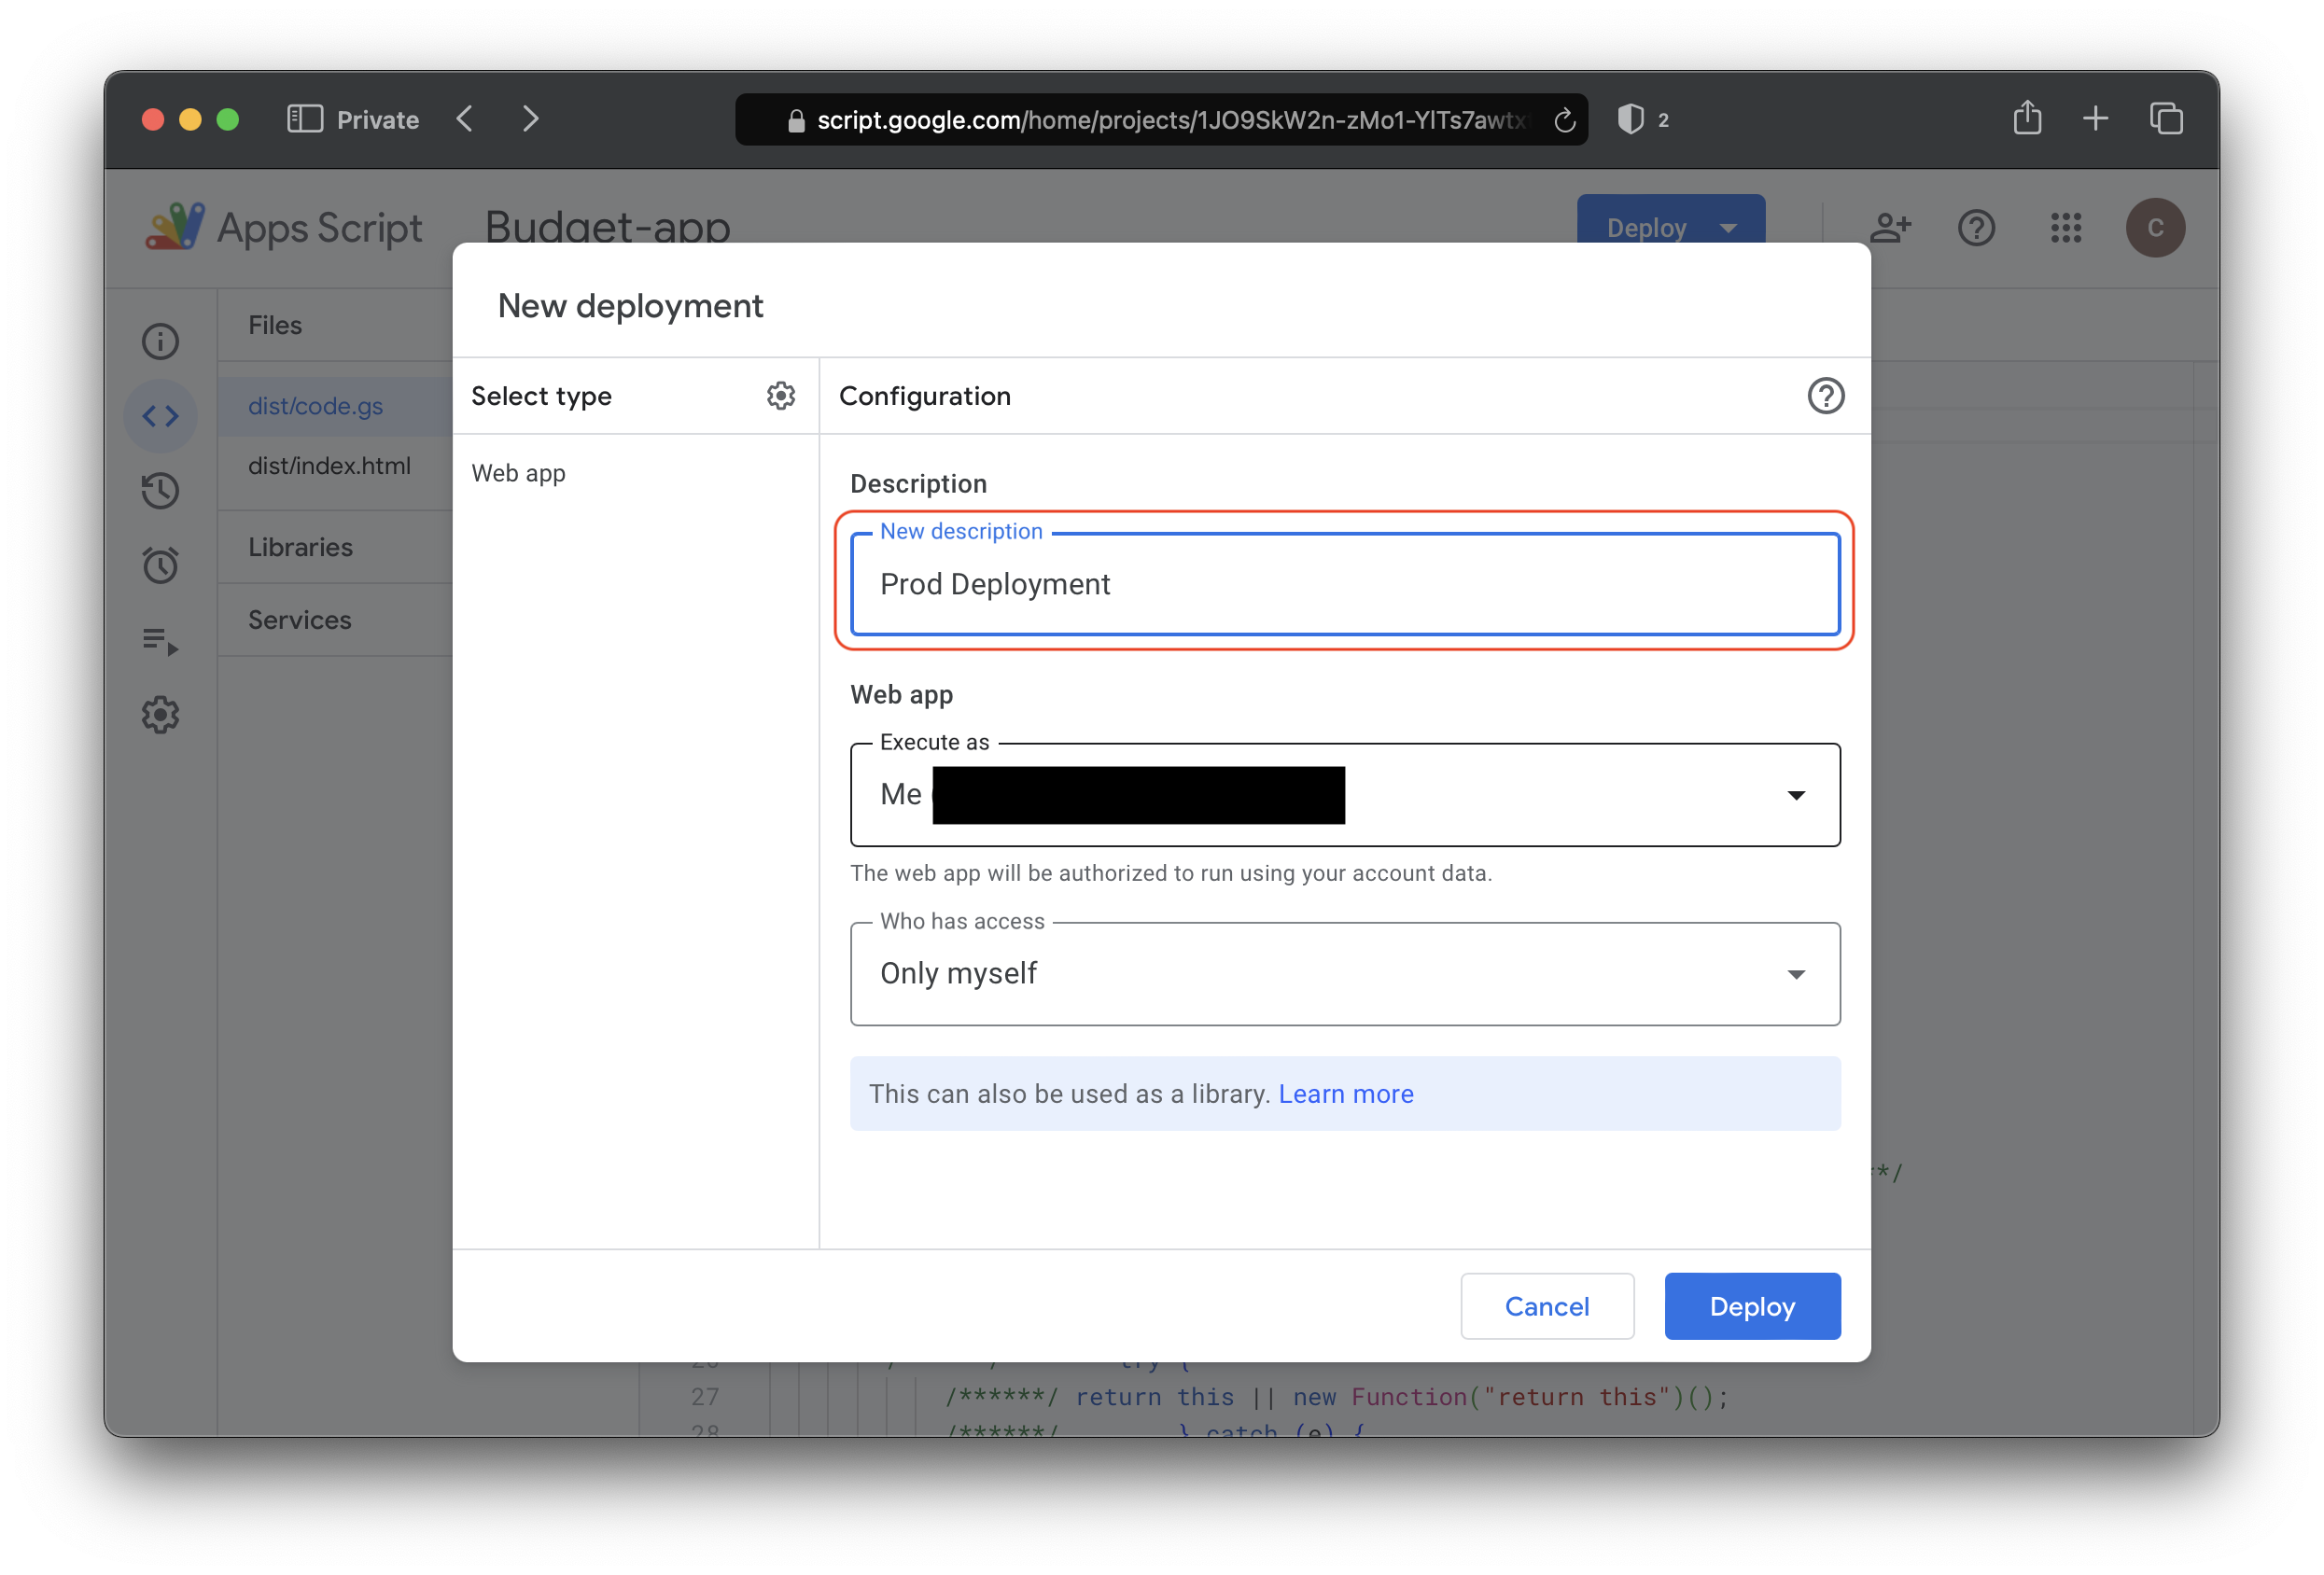 Private
script.google.com/home/projects/1JO9SkW2n-zMo1-YlTs7awtx
2
Apps Script
Budget-app
Deploy
C
New deployment
Files
Select type
Configuration
dist/code.gs
dist/index.html
Web app
Description
New description
Prod Deployment
Libraries
Services
Web app
Execute as
Me
The web app will be authorized to run using your account data.
Who has access
Only myself
This can also be used as a library. Learn more
**/
Cancel
Deploy
try {
27 /******/ return this || new Function("return this")();
28 /******/ } catch (e) {